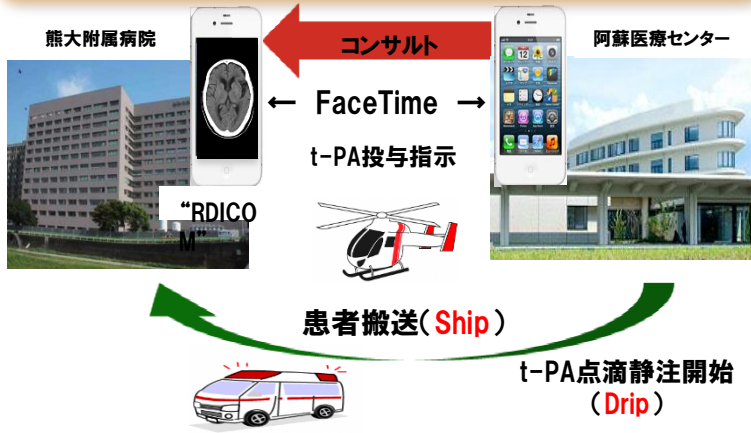 熊大附属病院
コンサルト
阿蘇医療センター
← FaceTime →
t-PA投与指示
“RDICO
M”
患者搬送(Ship)
t-PA点滴静注開始
(Drip)